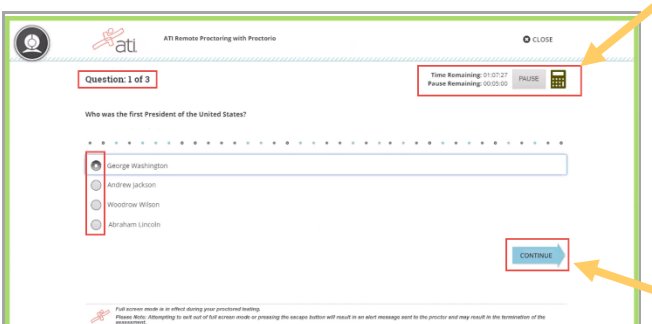 ati
ATI Remote Proctoring with Proctorio
CLOSE
Question: 1 of 3
Time Remaining: 01:07:27
Pause Remaining: 00:05:00
PAUSE
Who was the first President of the United States?
George Washington
Andrew Jackson
Woodrow Wilson
Abraham Lincoln
CONTINUE
Full screen mode is in effect during your proctored testing.
Please Note: Attempting to exit out of full screen mode or pressing the escape button will result in an alert message sent to the proctor and may result in the termination of the
assessment.